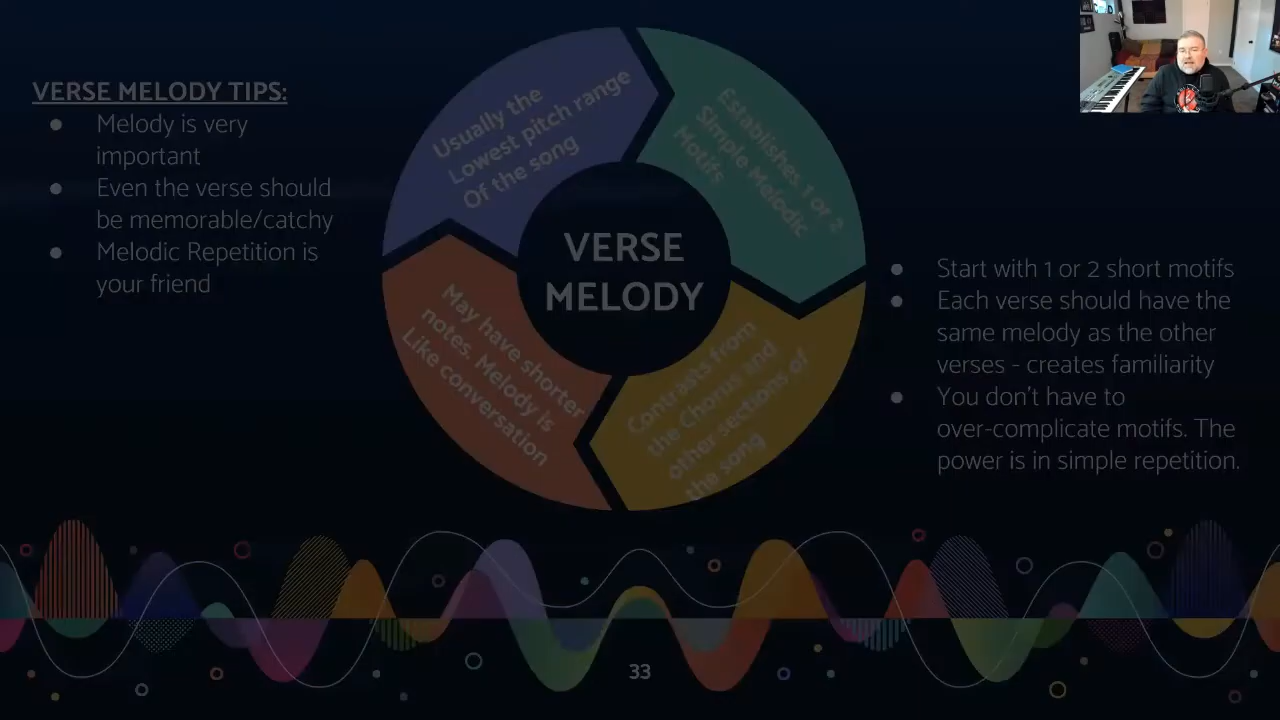 VERSE MELODY TIPS:
● Melody is very
important
● Even the verse should
be memorable/catchy
● Melodic Repetition is
your friend
Usually the
Lowest pitch range
Of the song
Establishes 1 or 2
Simple Melodic
Motifs
VERSE
MELODY
May have shorter
notes. Melody is
Like conversation
Contrasts from
the Chorus and
other sections of
the song
● Start with 1 or 2 short motifs
● Each verse should have the
same melody as the other
verses - creates familiarity
● You don't have to
over-complicate motifs. The
power is in simple repetition.
33